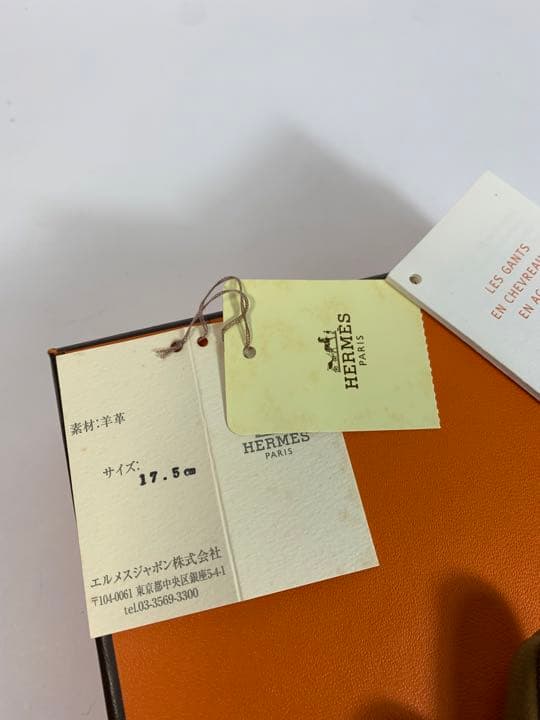 素材:羊革
サイズ:
17.5cm
エルメスジャポン株式会社
〒104-0061 東京都中央区銀座5-4-1
tel.03-3569-3300
HERMÈS
PARIS
HERMES
PARIS
LES GANTS
EN CHEVREAU
EN